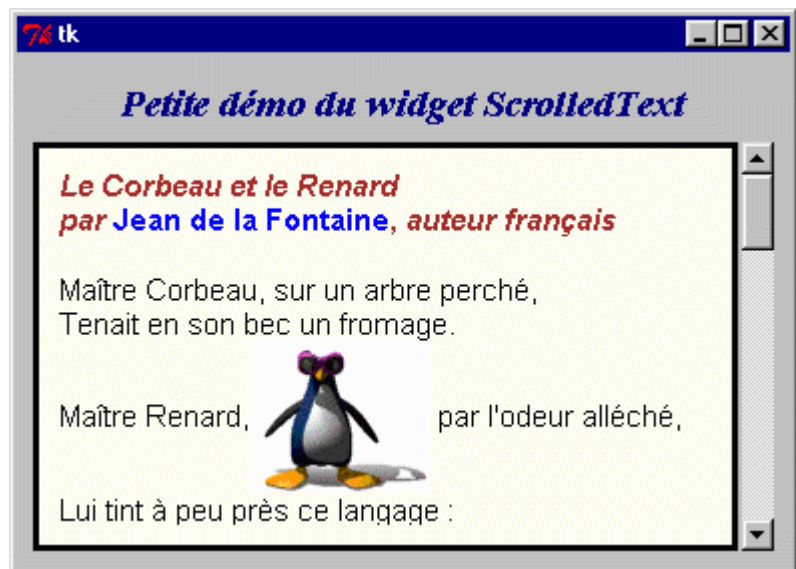 tk
Petite démo du widget ScrolledText
Le Corbeau et le Renard
par Jean de la Fontaine, auteur français
Maître Corbeau, sur un arbre perché,
Tenait en son bec un fromage.
Maître Renard, par l'odeur alléché,
Lui tint à peu près ce langage :